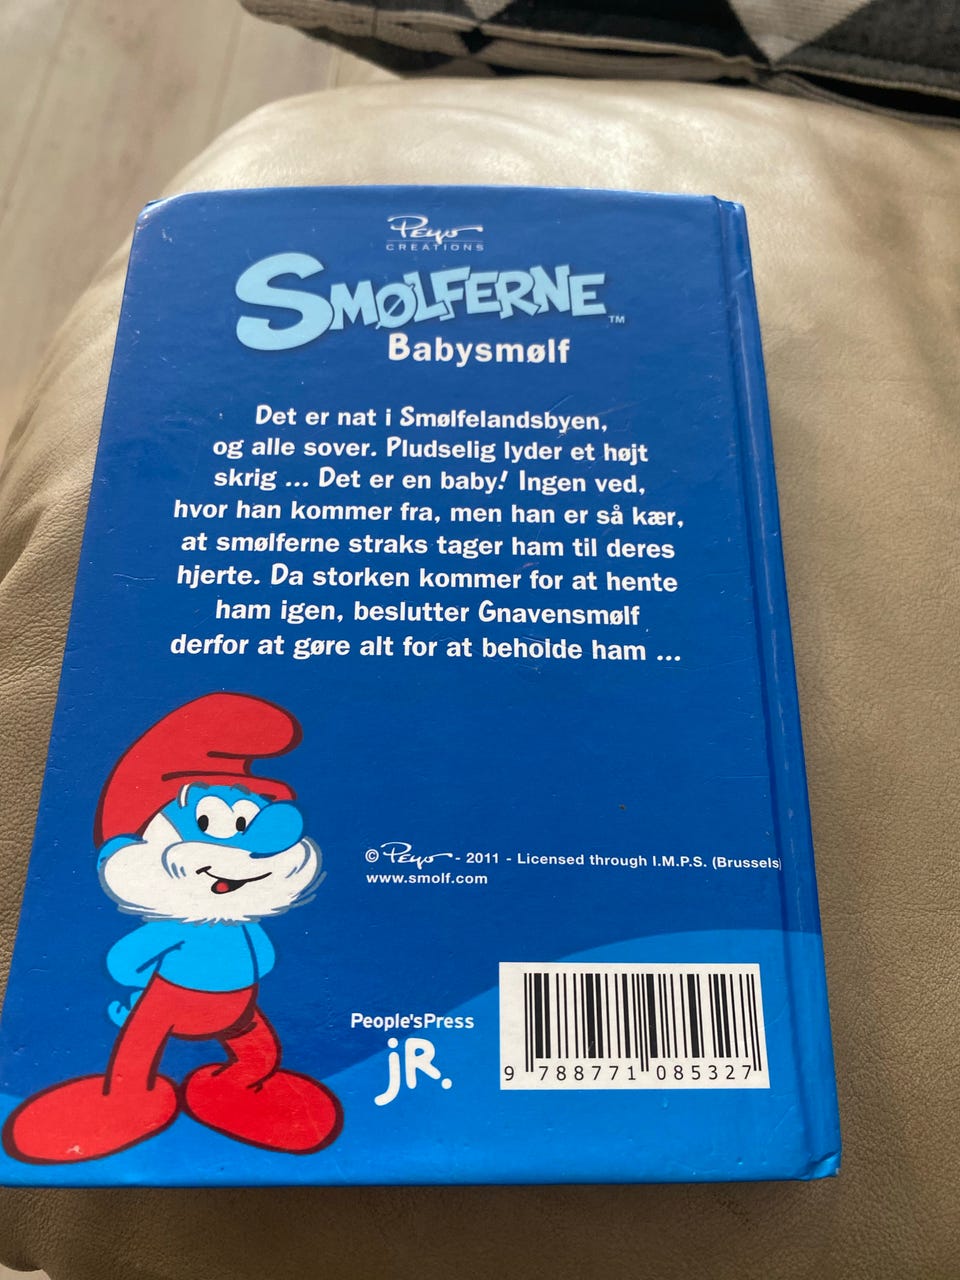 Peyo
CREATIONS
SMØLFERNE™
Babysmølf
Det er nat i Smølfelandsbyen,
og alle sover. Pludselig lyder et højt
skrig ... Det er en baby! Ingen ved,
hvor han kommer fra, men han er så kær,
at smølferne straks tager ham til deres
hjerte. Da storken kommer for at hente
ham igen, beslutter Gnavensmølf
derfor at gøre alt for at beholde ham ...
© Peyo - 2011 - Licensed through I.M.P.S. (Brussels)
www.smolf.com
People'sPress
jR.
9 788771 085327